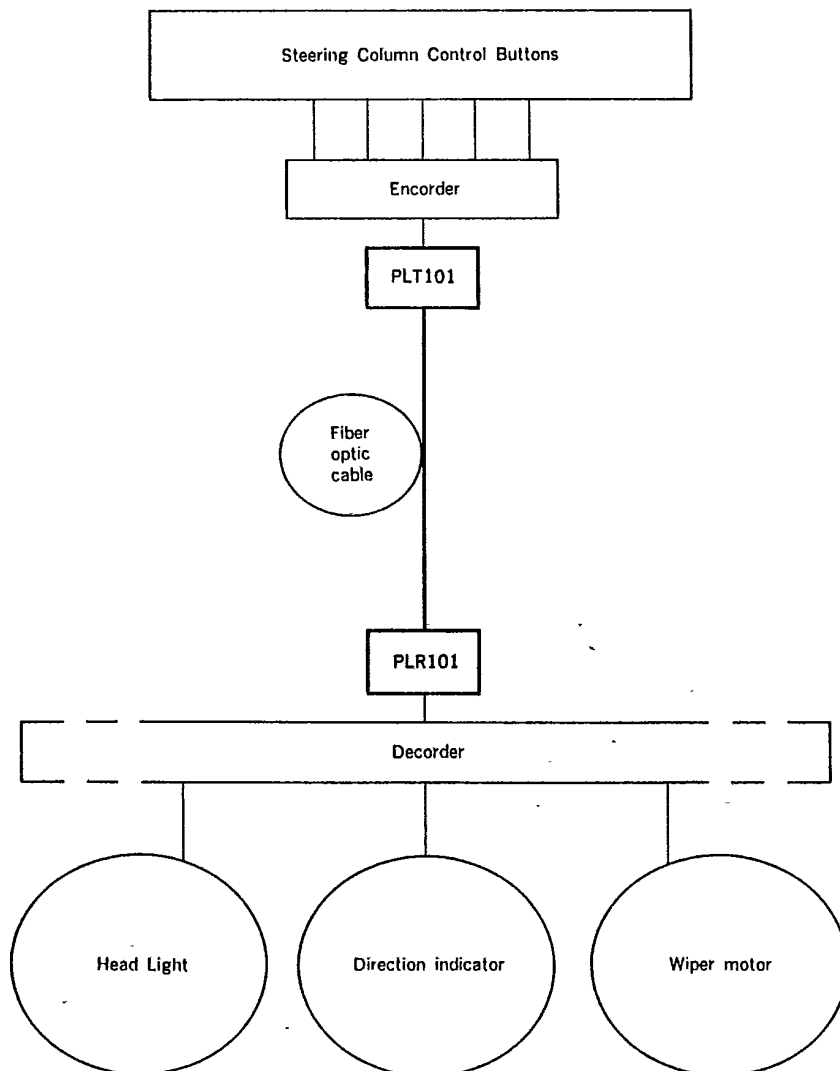 Steering Column Control Buttons
Encorder
PLT101
Fiber
optic
cable
PLR101
Decorder
Head Light
Direction indicator
Wiper motor